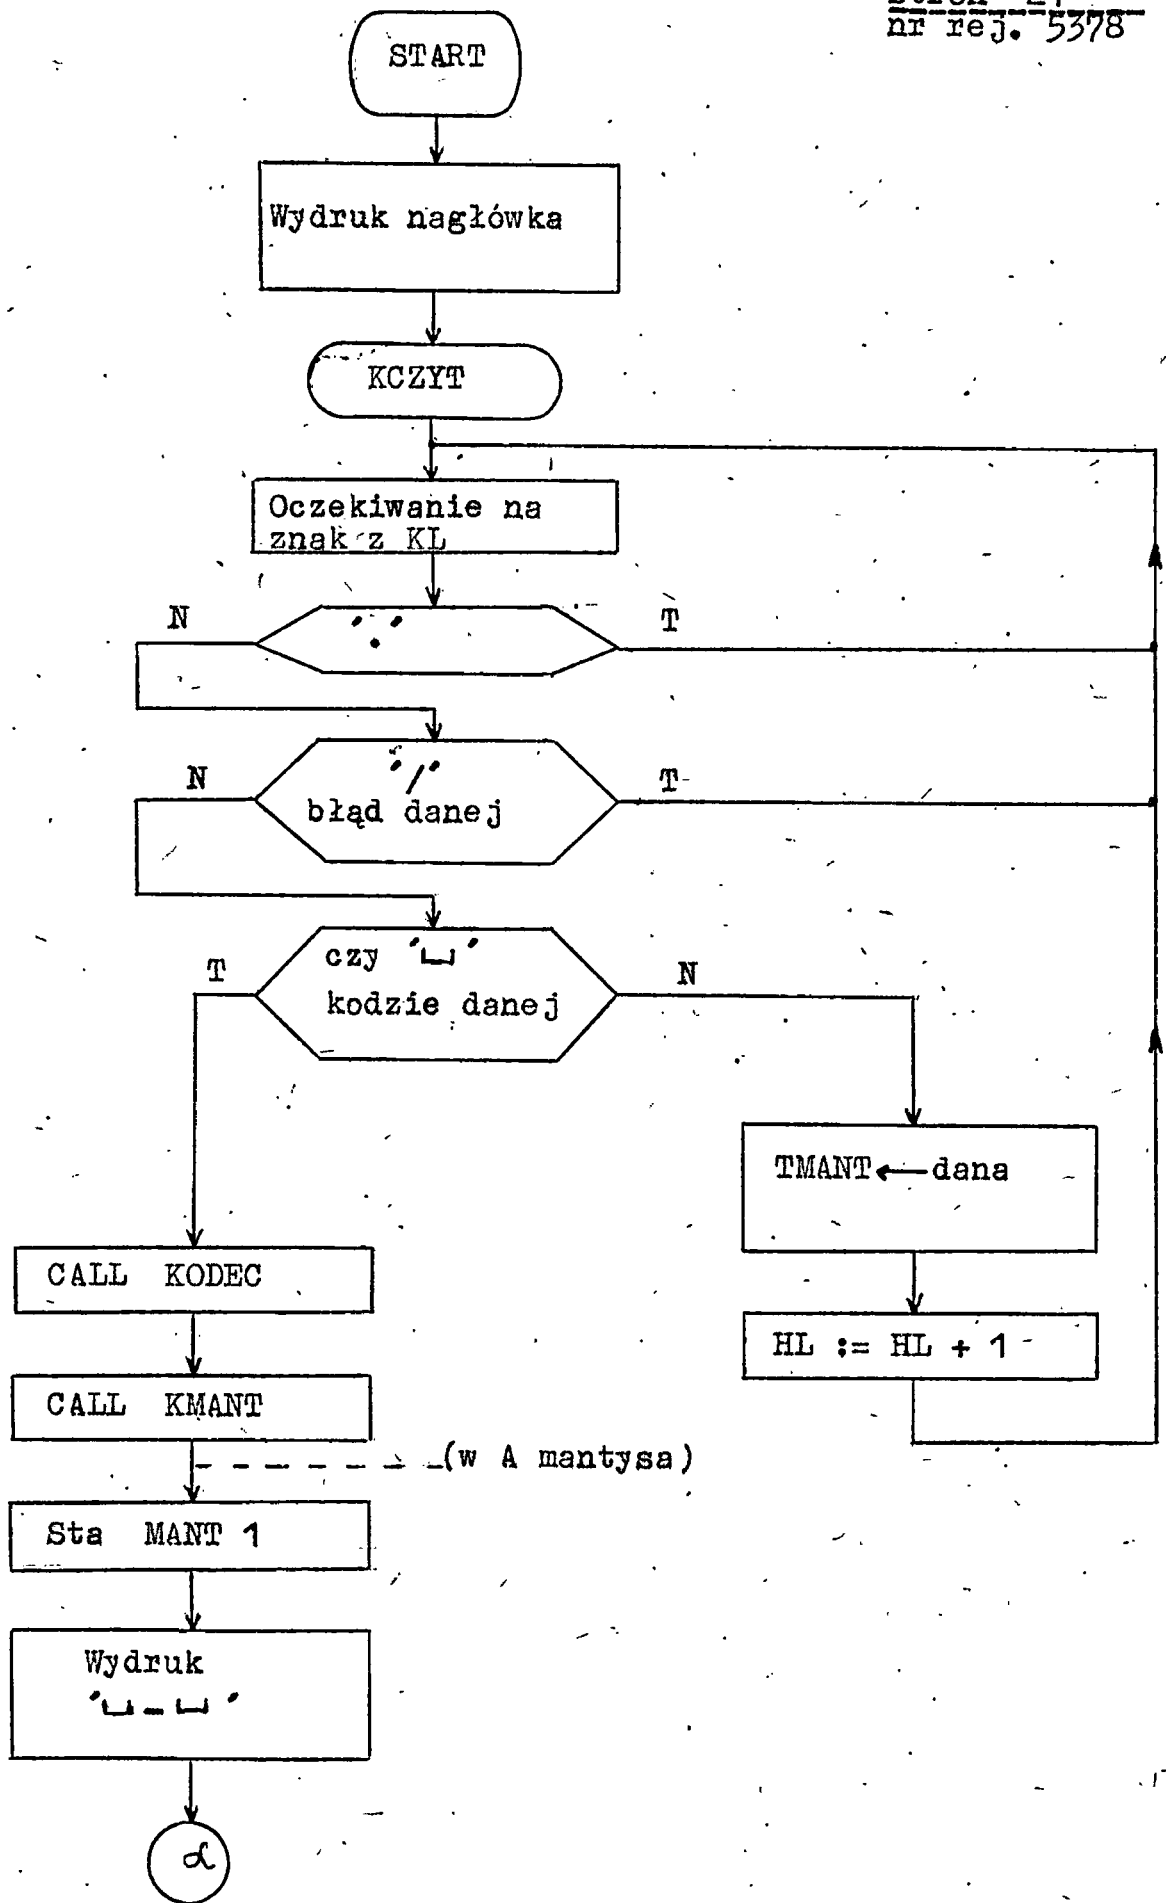 nr rej. 5378
START
Wydruk nagłówka
KCZYT
Oczekiwanie na
znak z KL
N
'.'
T
N
'/'
T
błąd danej
czy '␣'
T
N
kodzie danej
TMANT ← dana
CALL KODEC
HL := HL + 1
CALL KMANT
(w A mantysa)
Sta MANT 1
Wydruk
'␣-␣'
α